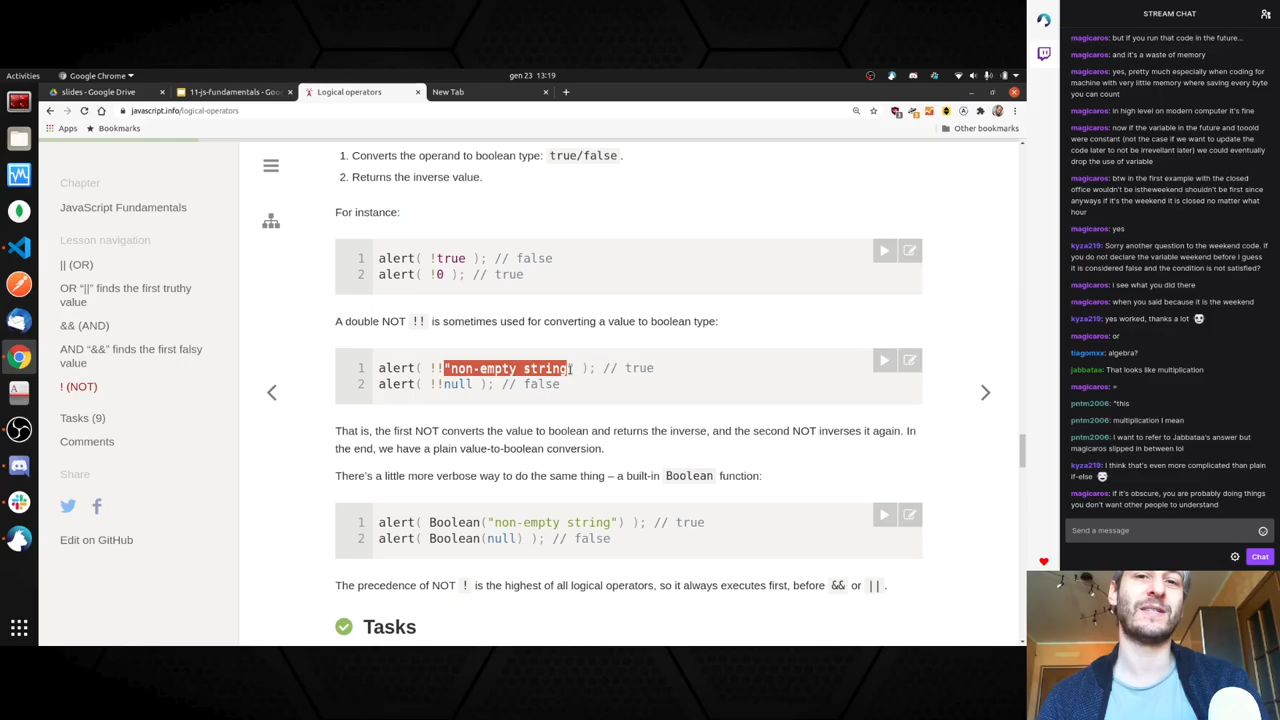 Activities
Google Chrome
gen 23 13:19
slides - Google Drive
11-js-fundamentals - Goog
Logical operators
New Tab
javascript.info/logical-operators
Apps
Bookmarks
Other bookmarks
Chapter
JavaScript Fundamentals
Lesson navigation
|| (OR)
OR “||” finds the first truthy
value
&& (AND)
AND “&&” finds the first falsy
value
! (NOT)
Tasks (9)
Comments
Share
Edit on GitHub
1. Converts the operand to boolean type: true/false.
2. Returns the inverse value.
For instance:
1 alert( !true ); // false
2 alert( !0 ); // true
A double NOT !! is sometimes used for converting a value to boolean type:
1 alert( !!"non-empty string" ); // true
2 alert( !!null ); // false
That is, the first NOT converts the value to boolean and returns the inverse, and the second NOT inverses it again. In
the end, we have a plain value-to-boolean conversion.
There’s a little more verbose way to do the same thing – a built-in Boolean function:
1 alert( Boolean("non-empty string") ); // true
2 alert( Boolean(null) ); // false
The precedence of NOT ! is the highest of all logical operators, so it always executes first, before && or ||.
Tasks
STREAM CHAT
magicaros: but if you run that code in the future...
magicaros: and it's a waste of memory
magicaros: yes, pretty much especially when coding for
machine with very little memory where saving every byte
you can count
magicaros: in high level on modern computer it's fine
magicaros: now if the variable in the future and tooold
were constant (not the case if we want to update the
code later to not be irrevellant later) we could eventually
drop the use of variable
magicaros: btw in the first example with the closed
office wouldn't be istheweekend shouldn't be first since
anyways if it's the weekend it is closed no matter what
hour
magicaros: yes
kyza219: Sorry another question to the weekend code. If
you do not declare the variable weekend before I guess
it is considered false and the condition is not satisfied?
magicaros: I see what you did there
magicaros: when you said because it is the weekend
kyza219: yes worked, thanks a lot
magicaros: or
tiagomxx: algebra?
jabbataa: That looks like multiplication
magicaros: =
pntm2006: ^this
pntm2006: multiplication I mean
pntm2006: I want to refer to Jabbataa's answer but
magicaros slipped in between lol
kyza219: I think that's even more complicated than plain
if-else
magicaros: if it's obscure, you are probably doing things
you don't want other people to understand
Send a message
Chat